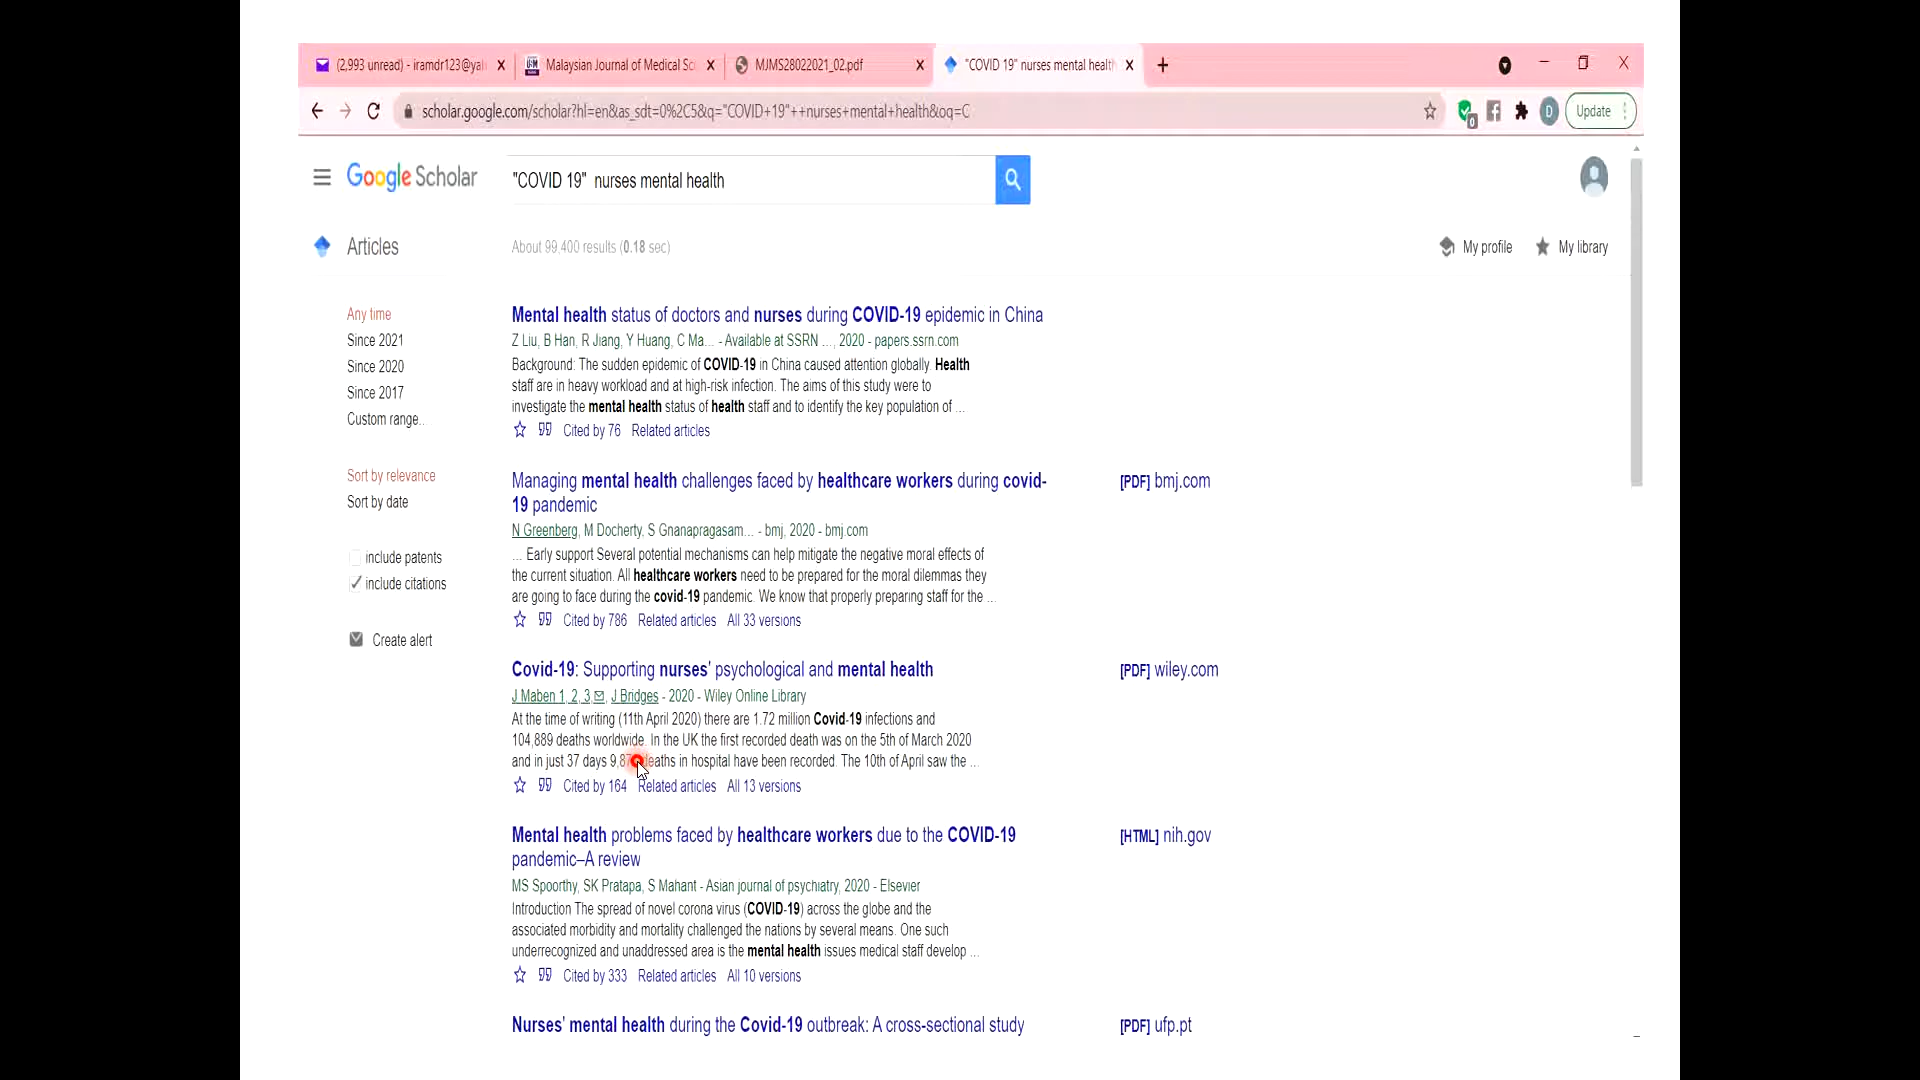 (2,993 unread) - iramdr123@yah
Malaysian Journal of Medical Sc
MJMS28022021_02.pdf
"COVID 19" nurses mental health
scholar.google.com/scholar?hl=en&as_sdt=0%2C5&q="COVID+19"++nurses+mental+health&oq=C
0
D
Update
Google Scholar
"COVID 19"  nurses mental health
Articles
About 99,400 results (0.18 sec)
My profile
My library
Any time
Since 2021
Since 2020
Since 2017
Custom range...
Sort by relevance
Sort by date
include patents
include citations
Create alert
Mental health status of doctors and nurses during COVID-19 epidemic in China
Z Liu, B Han, R Jiang, Y Huang, C Ma... - Available at SSRN ..., 2020 - papers.ssrn.com
Background: The sudden epidemic of COVID-19 in China caused attention globally. Health
staff are in heavy workload and at high-risk infection. The aims of this study were to
investigate the mental health status of health staff and to identify the key population of ...
Cited by 76 Related articles
Managing mental health challenges faced by healthcare workers during covid-
19 pandemic
[PDF] bmj.com
N Greenberg, M Docherty, S Gnanapragasam... - bmj, 2020 - bmj.com
... Early support Several potential mechanisms can help mitigate the negative moral effects of
the current situation. All healthcare workers need to be prepared for the moral dilemmas they
are going to face during the covid-19 pandemic. We know that properly preparing staff for the ...
Cited by 786 Related articles All 33 versions
Covid-19: Supporting nurses' psychological and mental health
[PDF] wiley.com
J Maben 1, 2, 3, J Bridges - 2020 - Wiley Online Library
At the time of writing (11th April 2020) there are 1.72 million Covid-19 infections and
104,889 deaths worldwide. In the UK the first recorded death was on the 5th of March 2020
and in just 37 days deaths in hospital have been recorded. The 10th of April saw the ...
Cited by 164 Related articles All 13 versions
Mental health problems faced by healthcare workers due to the COVID-19
pandemic–A review
[HTML] nih.gov
MS Spoorthy, SK Pratapa, S Mahant - Asian journal of psychiatry, 2020 - Elsevier
Introduction The spread of novel corona virus (COVID-19) across the globe and the
associated morbidity and mortality challenged the nations by several means. One such
underrecognized and unaddressed area is the mental health issues medical staff develop ...
Cited by 333 Related articles All 10 versions
Nurses' mental health during the Covid-19 outbreak: A cross-sectional study
[PDF] ufp.pt